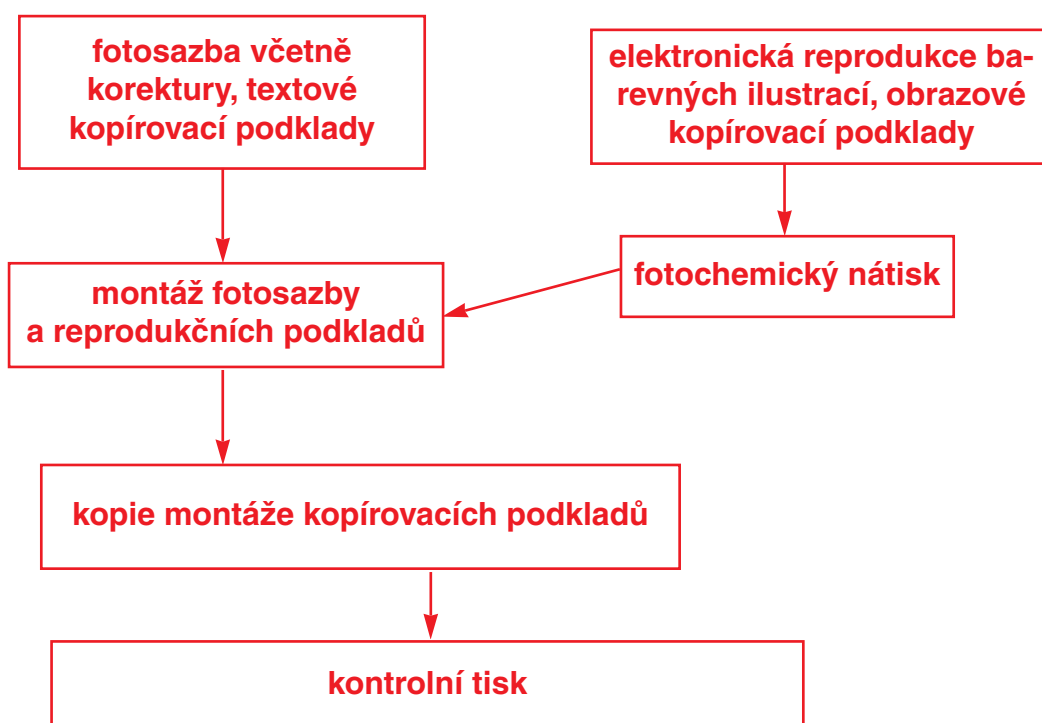 fotosazba včetně
korektury, textové
kopírovací podklady
elektronická reprodukce ba-
revných ilustrací, obrazové
kopírovací podklady
fotochemický nátisk
montáž fotosazby
a reprodukčních podkladů
kopie montáže kopírovacích podkladů
kontrolní tisk